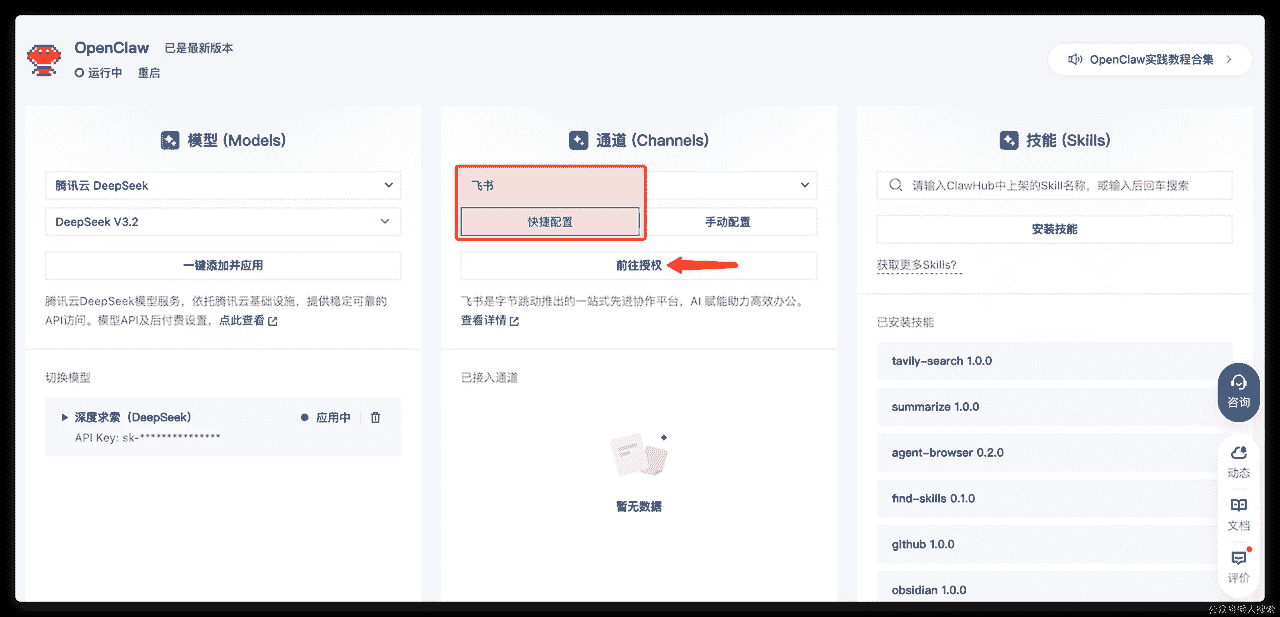 OpenClaw 已是最新版本
运行中 重启
OpenClaw实践教程合集
模型 (Models)
腾讯云 DeepSeek
DeepSeek V3.2
一键添加并应用
腾讯云DeepSeek模型服务，依托腾讯云基础设施，提供稳定可靠的
API访问。模型API及后付费设置，点此查看
切换模型
深度求索（DeepSeek） 应用中
API Key: sk-***************
通道 (Channels)
飞书
快捷配置 手动配置
前往授权
飞书是字节跳动推出的一站式先进协作平台，AI 赋能助力高效办公。
查看详情
已接入通道
暂无数据
技能 (Skills)
请输入ClawHub中上架的Skill名称，或输入后回车搜索
安装技能
获取更多Skills?
已安装技能
tavily-search 1.0.0
summarize 1.0.0
agent-browser 0.2.0
find-skills 0.1.0
github 1.0.0
obsidian 1.0.0
咨询
动态
文档
评价